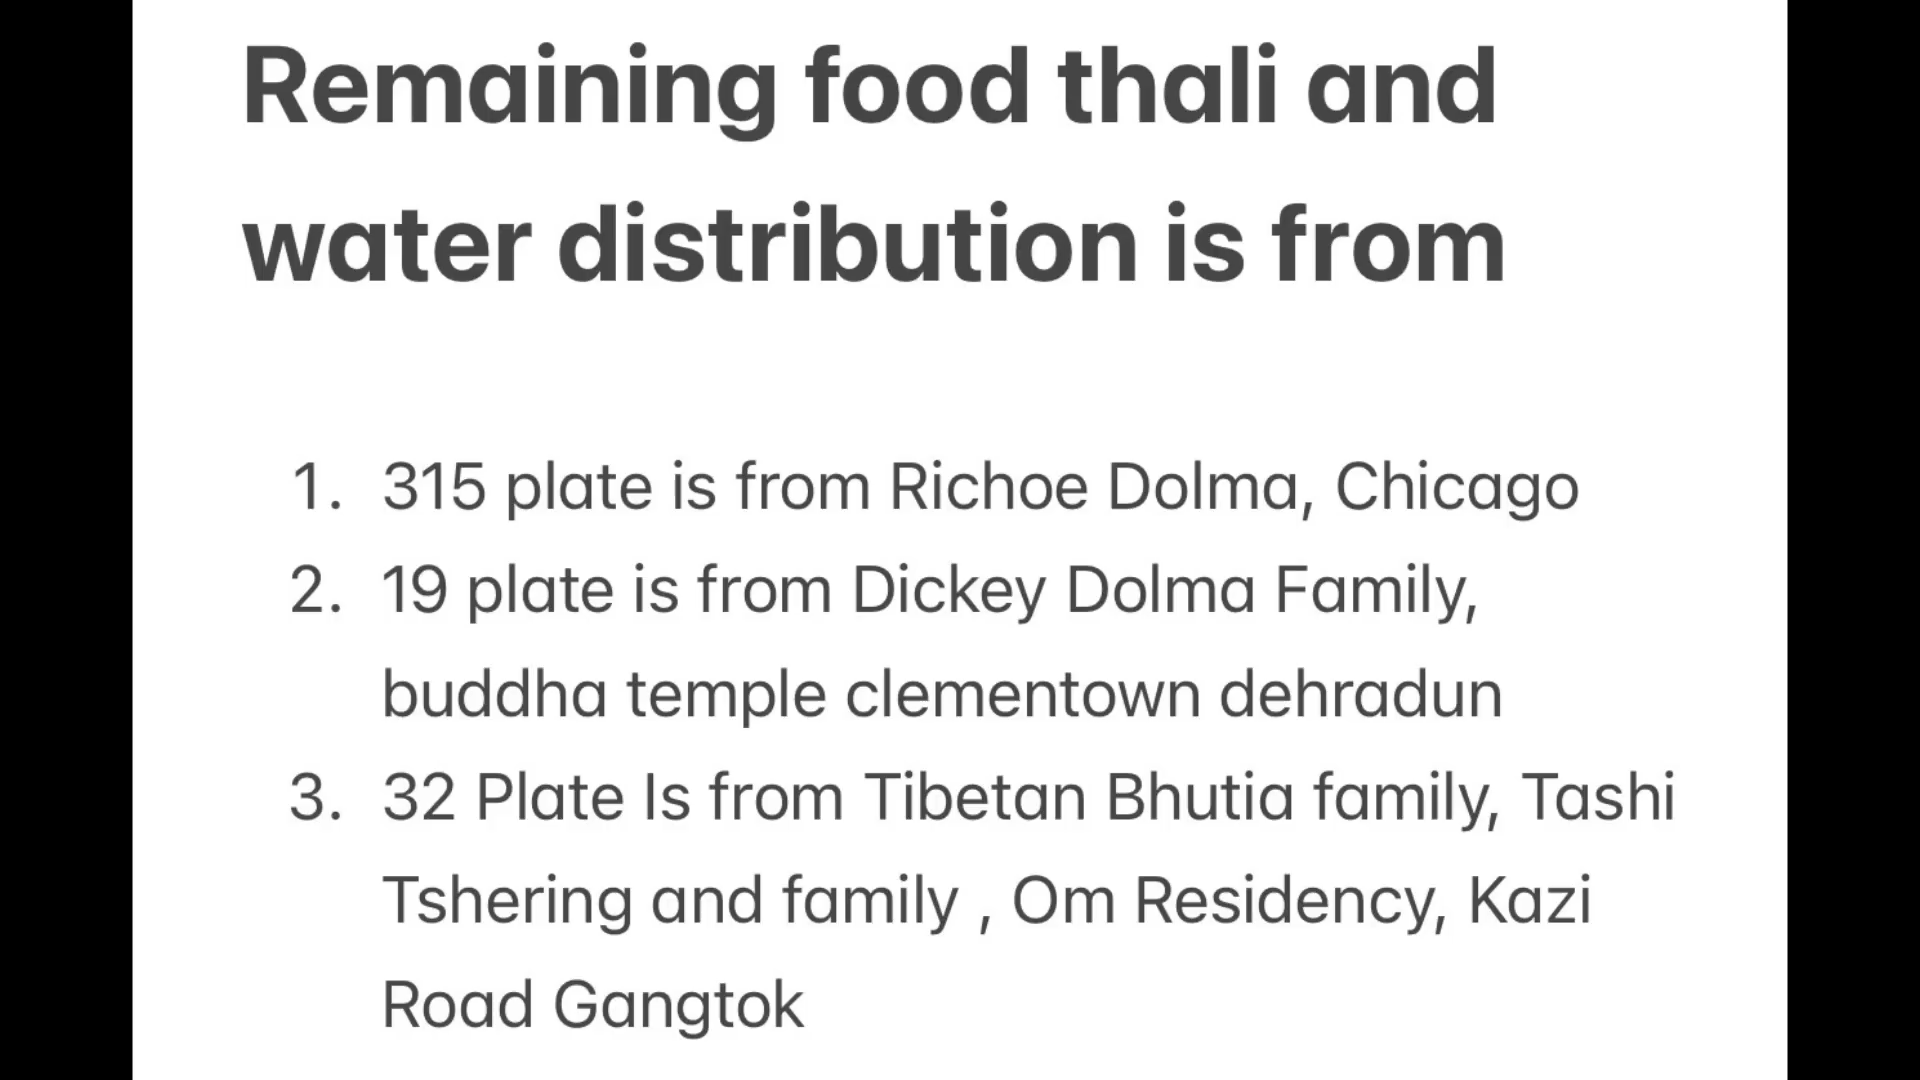 Remaining food thali and
water distribution is from
1. 315 plate is from Richoe Dolma, Chicago
2. 19 plate is from Dickey Dolma Family,
buddha temple clementown dehradun
3. 32 Plate Is from Tibetan Bhutia family, Tashi
Tshering and family , Om Residency, Kazi
Road Gangtok